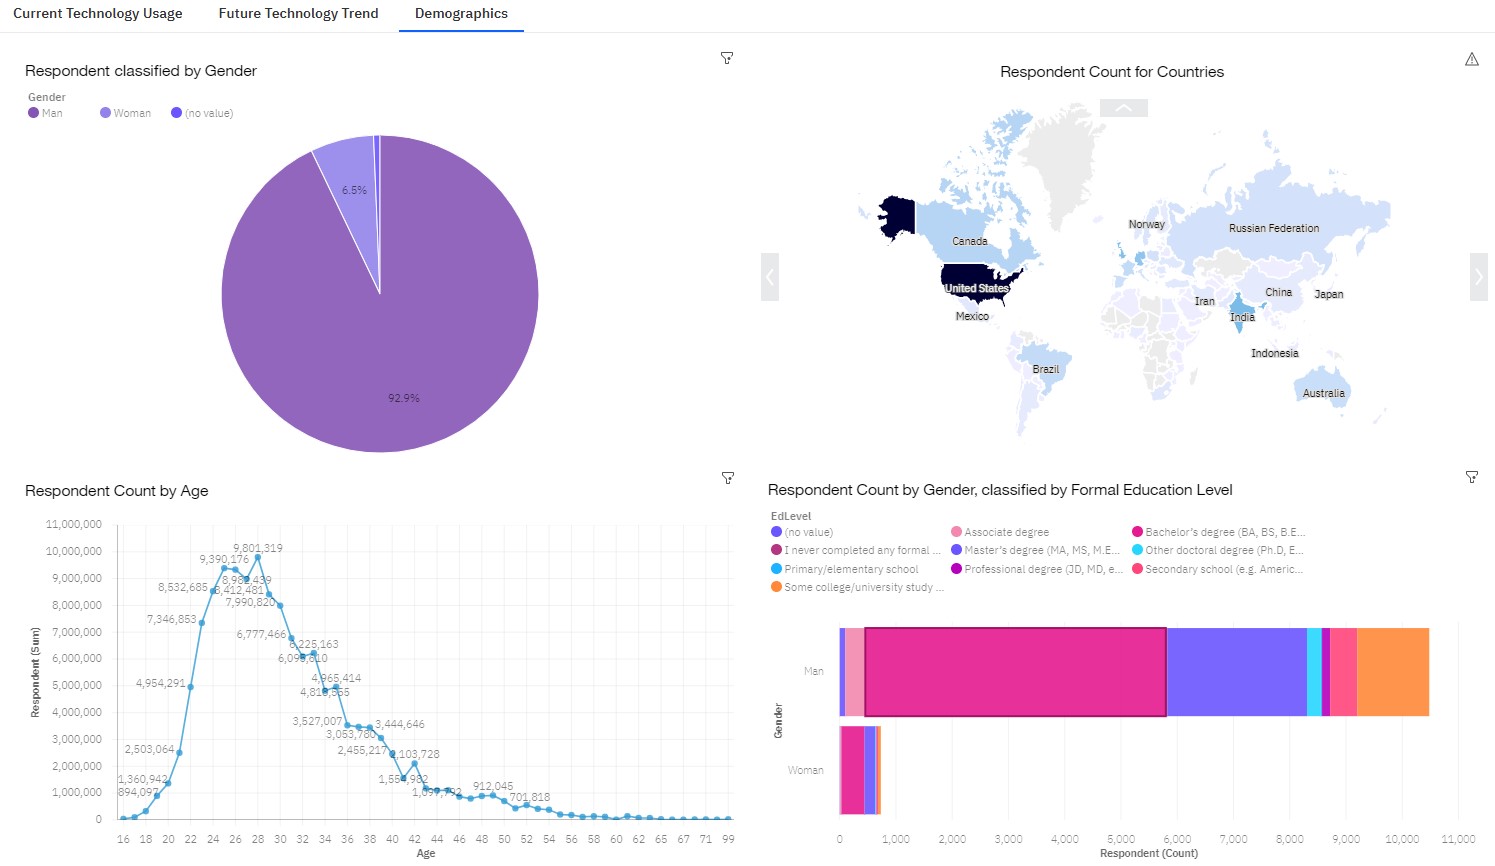 Current Technology Usage
Future Technology Trend
Demographics
Respondent classified by Gender
Gender
Man
Woman
(no value)
6.5%
92.9%
Respondent Count for Countries
Norway
Russian Federation
Canada
United States
Mexico
Iran
China
Japan
India
Indonesia
Brazil
Australia
Respondent Count by Age
Respondent (Sum)
11,000,000
10,000,000
9,000,000
8,000,000
7,000,000
6,000,000
5,000,000
4,000,000
3,000,000
2,000,000
1,000,000
0
894,097
1,360,942
2,503,064
4,954,291
7,346,853
8,532,685
9,390,176
8,982,439
9,801,319
8,412,481
7,990,820
6,777,466
6,225,163
4,965,414
3,527,007
3,444,646
3,053,780
2,455,217
2,103,728
912,045
701,818
16 18 20 22 24 26 28 30 32 34 36 38 40 42 44 46 48 50 52 54 56 58 60 62 65 67 71 99
Age
Respondent Count by Gender, classified by Formal Education Level
EdLevel
(no value)
Associate degree
Bachelor's degree (BA, BS, B.E...
I never completed any formal ...
Master's degree (MA, MS, M.E...
Other doctoral degree (Ph.D, E...
Primary/elementary school
Professional degree (JD, MD, e...
Secondary school (e.g. Americ...
Some college/university study ...
Gender
Man
Woman
0 1,000 2,000 3,000 4,000 5,000 6,000 7,000 8,000 9,000 10,000 11,000
Respondent (Count)